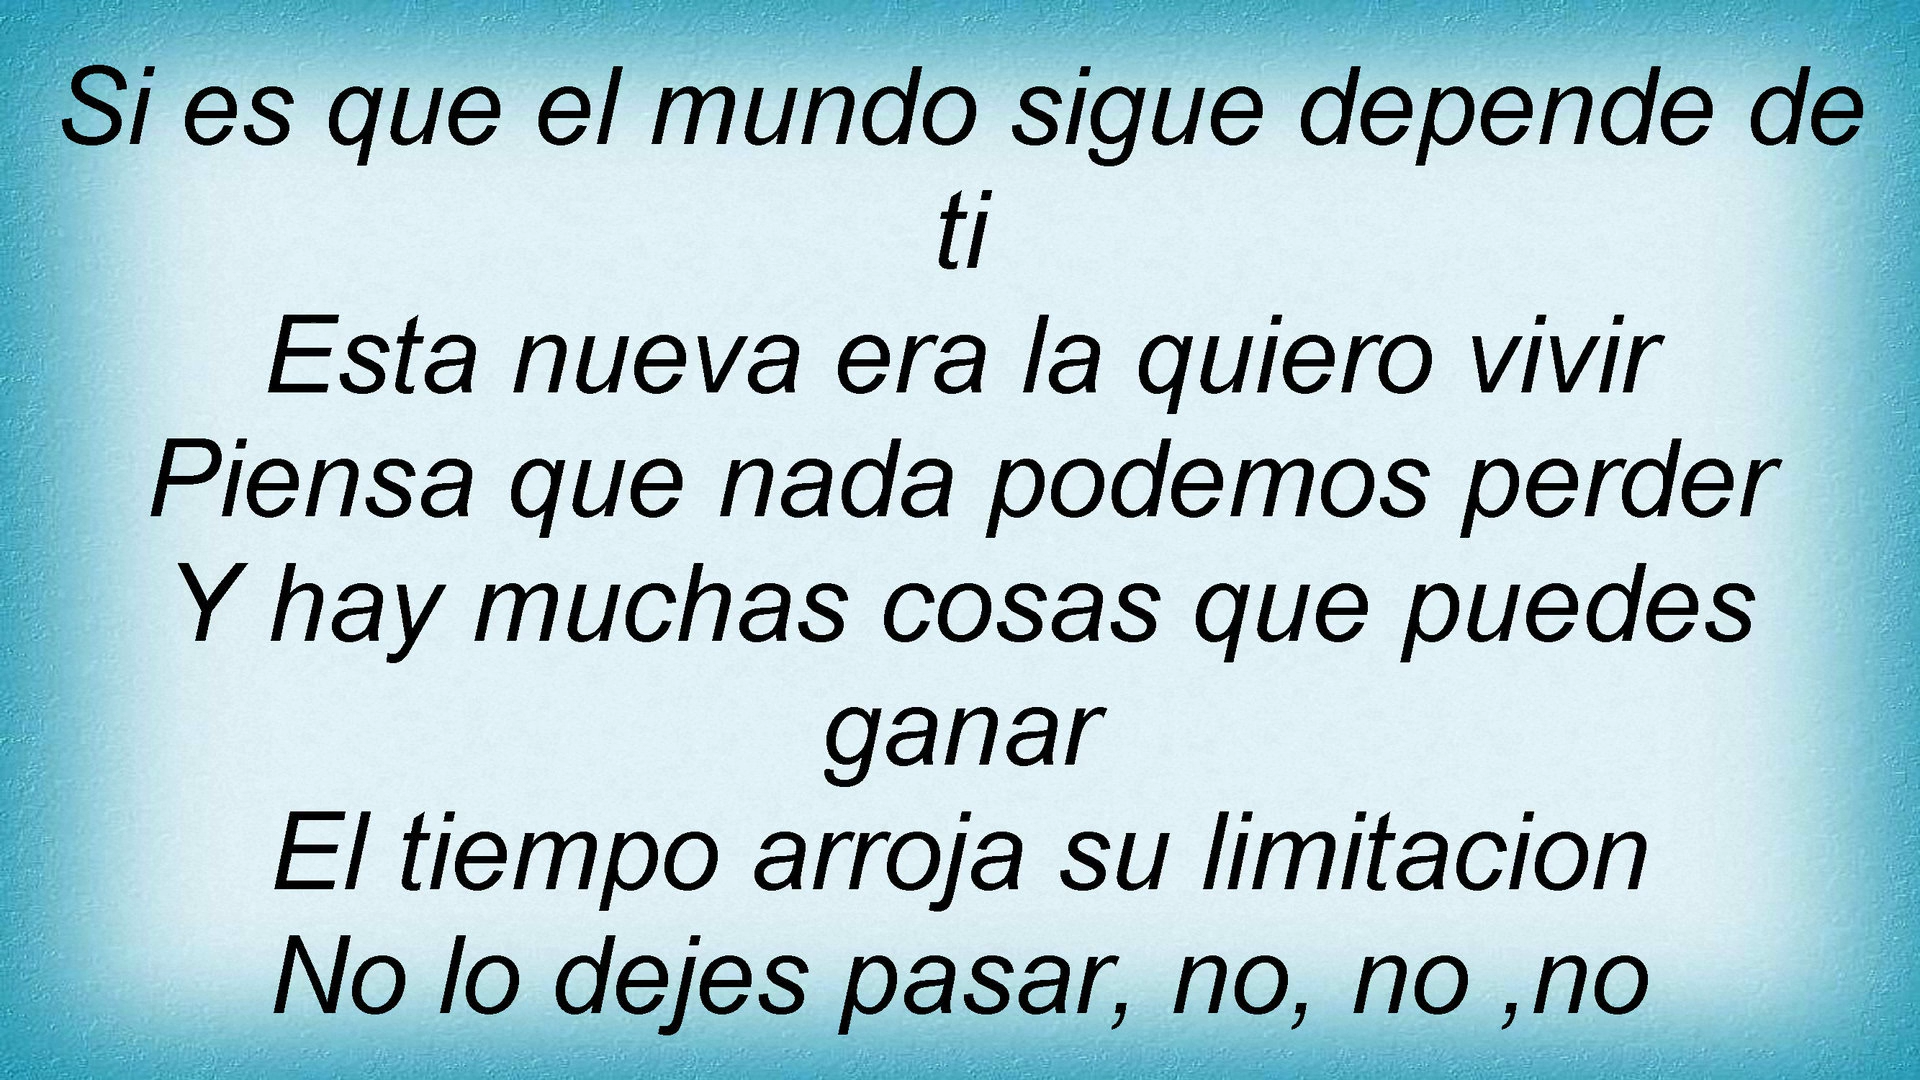 Si es que el mundo sigue depende de
ti
Esta nueva era la quiero vivir
Piensa que nada podemos perder
Y hay muchas cosas que puedes
ganar
El tiempo arroja su limitacion
No lo dejes pasar, no, no ,no